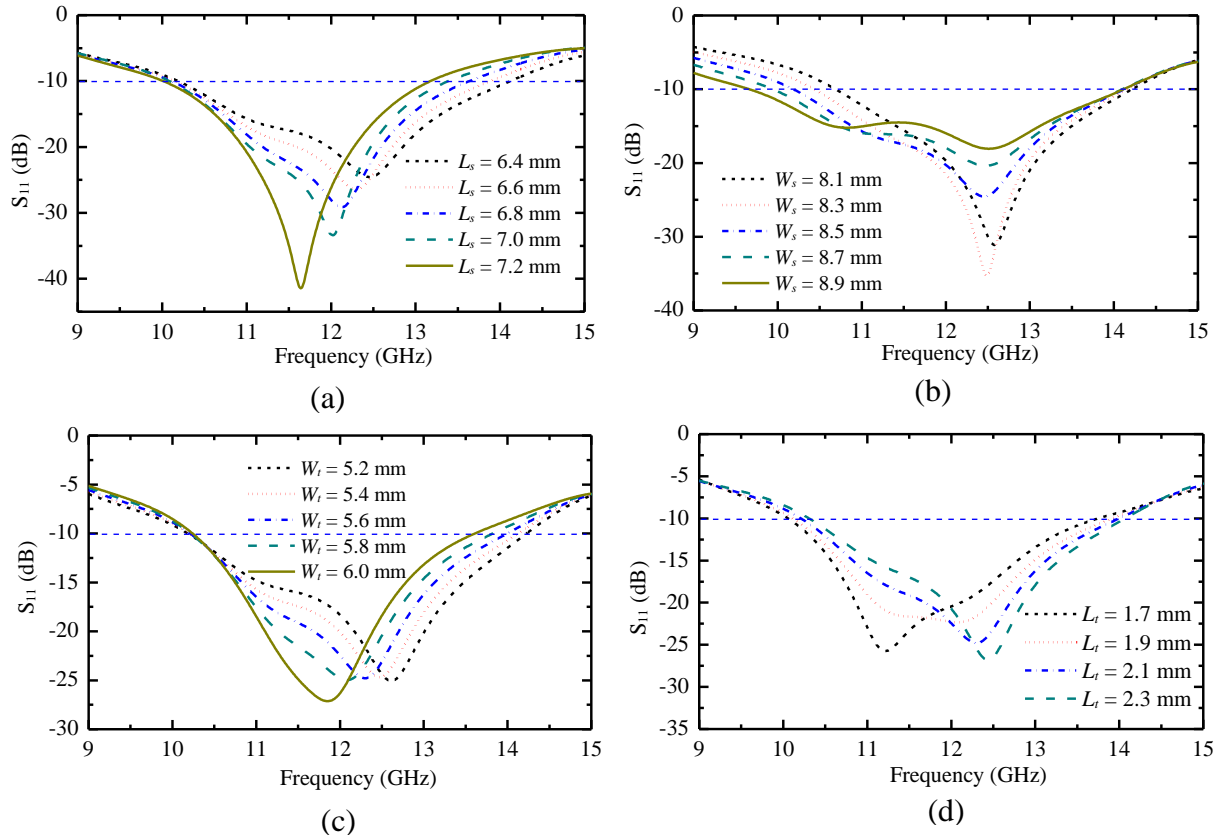 0
-10
-20
-30
-40
S₁₁ (dB)
Lₛ = 6.4 mm
Lₛ = 6.6 mm
Lₛ = 6.8 mm
Lₛ = 7.0 mm
Lₛ = 7.2 mm
9 10 11 12 13 14 15
Frequency (GHz)
(a)
0
-10
-20
-30
-40
S₁₁ (dB)
Wₛ = 8.1 mm
Wₛ = 8.3 mm
Wₛ = 8.5 mm
Wₛ = 8.7 mm
Wₛ = 8.9 mm
9 10 11 12 13 14 15
Frequency (GHz)
(b)
0
-5
-10
-15
-20
-25
-30
S₁₁ (dB)
Wₜ = 5.2 mm
Wₜ = 5.4 mm
Wₜ = 5.6 mm
Wₜ = 5.8 mm
Wₜ = 6.0 mm
9 10 11 12 13 14 15
Frequency (GHz)
(c)
0
-5
-10
-15
-20
-25
-30
-35
S₁₁ (dB)
Lₜ = 1.7 mm
Lₜ = 1.9 mm
Lₜ = 2.1 mm
Lₜ = 2.3 mm
9 10 11 12 13 14 15
Frequency (GHz)
(d)